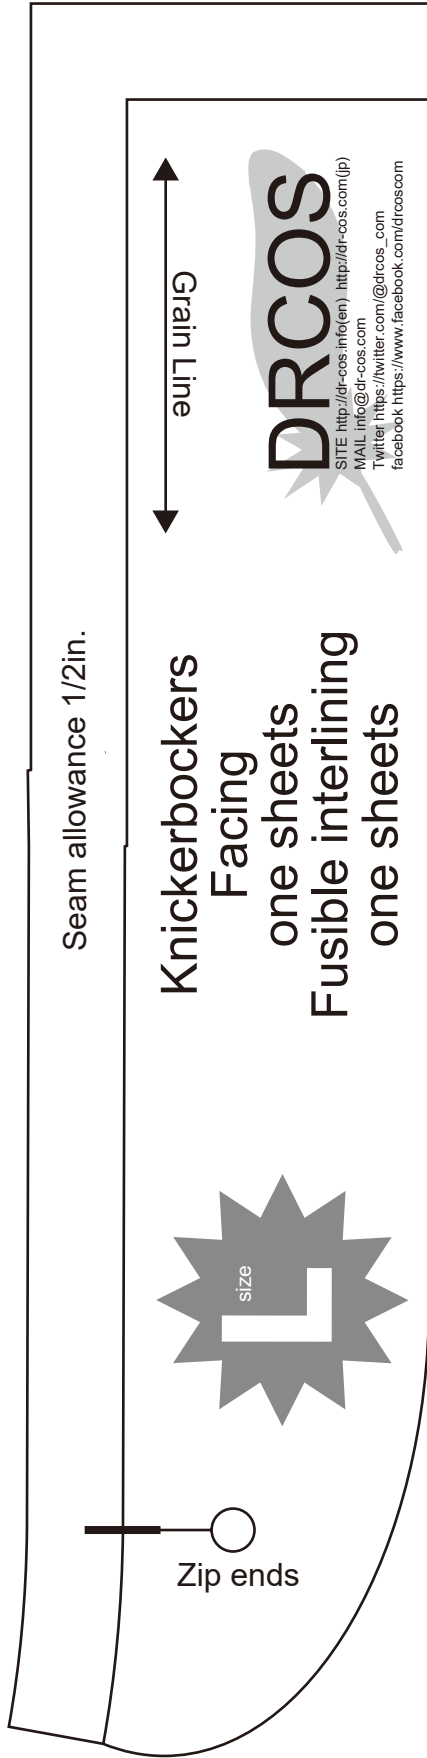 Grain Line
DRCOS
SITE http://dr-cos.info(en) http://dr-cos.com(jp)
MAIL info@dr-cos.com
Twitter https://twitter.com/@drcos_com
facebook https://www.facebook.com/drcoscom
Seam allowance 1/2in.
Knickerbockers
Facing
one sheets
Fusible interlining
one sheets
size
L
Zip ends